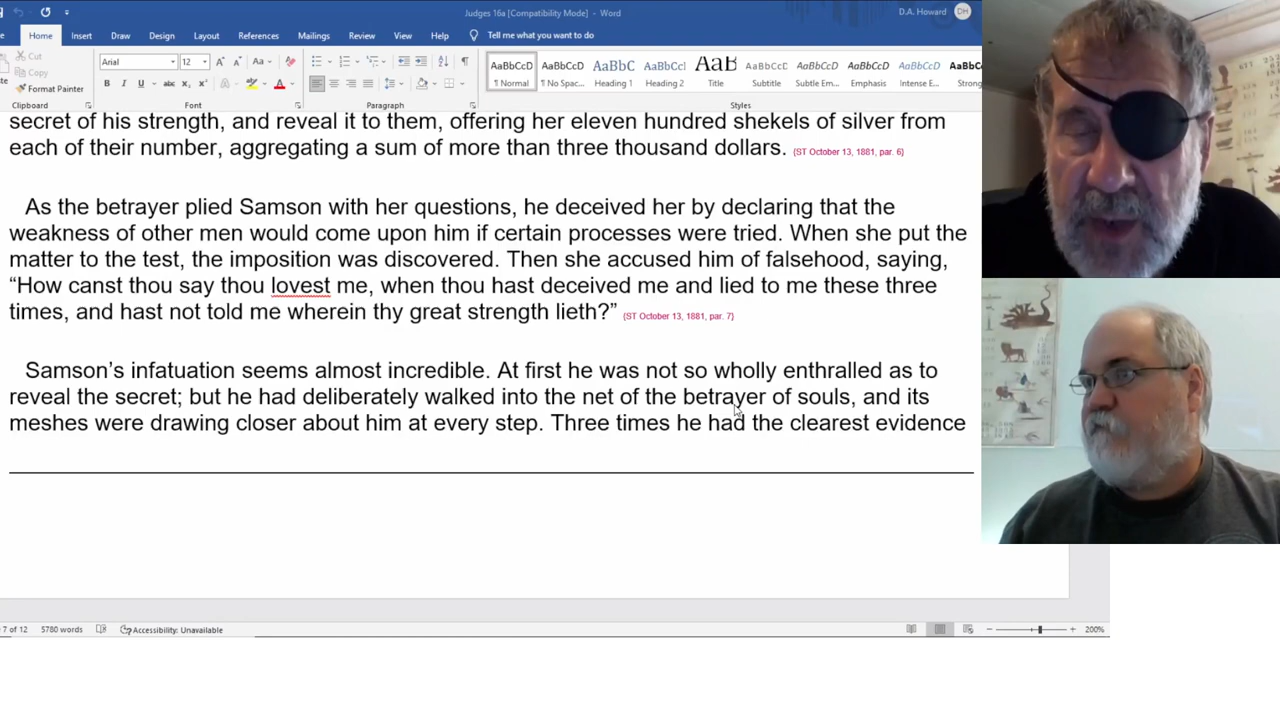 Judges 16a [Compatibility Mode] - Word
D.A. Howard DH
Home Insert Draw Design Layout References Mailings Review View Help Tell me what you want to do
Cut
Copy
Format Painter
Arial 12
AaBbCcD AaBbCcD AaBbC AaBbCcl AaB AaBbCcD AaBbCcD AaBbCcD AaBbCcD AaBbCc
¶ Normal ¶ No Spac... Heading 1 Heading 2 Title Subtitle Subtle Em... Emphasis Intense E... Strong
Clipboard Font Paragraph Styles
secret of his strength, and reveal it to them, offering her eleven hundred shekels of silver from
each of their number, aggregating a sum of more than three thousand dollars. (ST October 13, 1881, par. 6)
As the betrayer plied Samson with her questions, he deceived her by declaring that the
weakness of other men would come upon him if certain processes were tried. When she put the
matter to the test, the imposition was discovered. Then she accused him of falsehood, saying,
“How canst thou say thou lovest me, when thou hast deceived me and lied to me these three
times, and hast not told me wherein thy great strength lieth?” (ST October 13, 1881, par. 7)
Samson’s infatuation seems almost incredible. At first he was not so wholly enthralled as to
reveal the secret; but he had deliberately walked into the net of the betrayer of souls, and its
meshes were drawing closer about him at every step. Three times he had the clearest evidence
7 of 12 5780 words Accessibility: Unavailable 200%